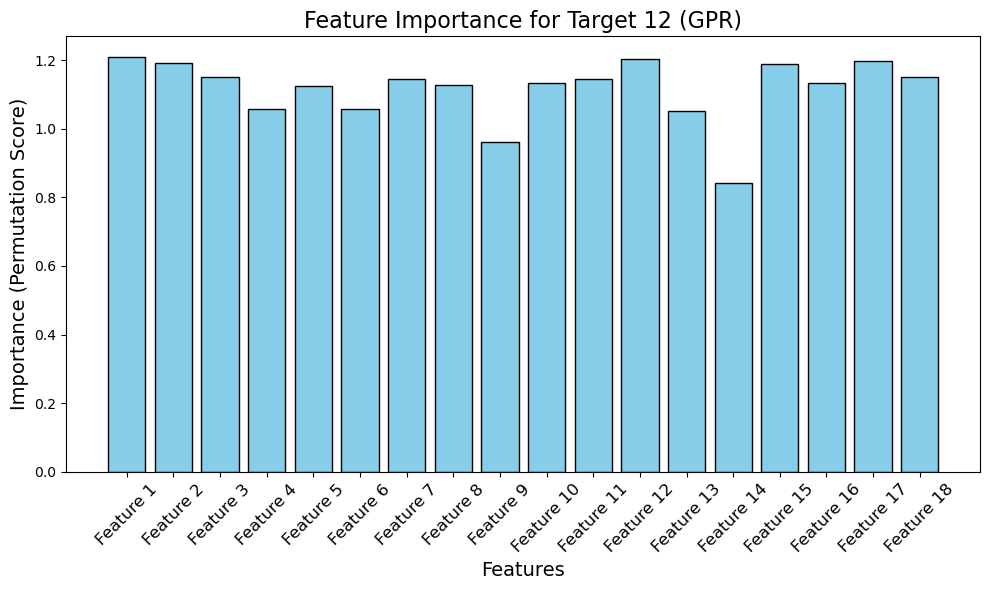 Feature Importance for Target 12 (GPR)
Importance (Permutation Score)
1.2
1.0
0.8
0.6
0.4
0.2
0.0
Feature 1
Feature 2
Feature 3
Feature 4
Feature 5
Feature 6
Feature 7
Feature 8
Feature 9
Feature 10
Feature 11
Feature 12
Feature 13
Feature 14
Feature 15
Feature 16
Feature 17
Feature 18
Features